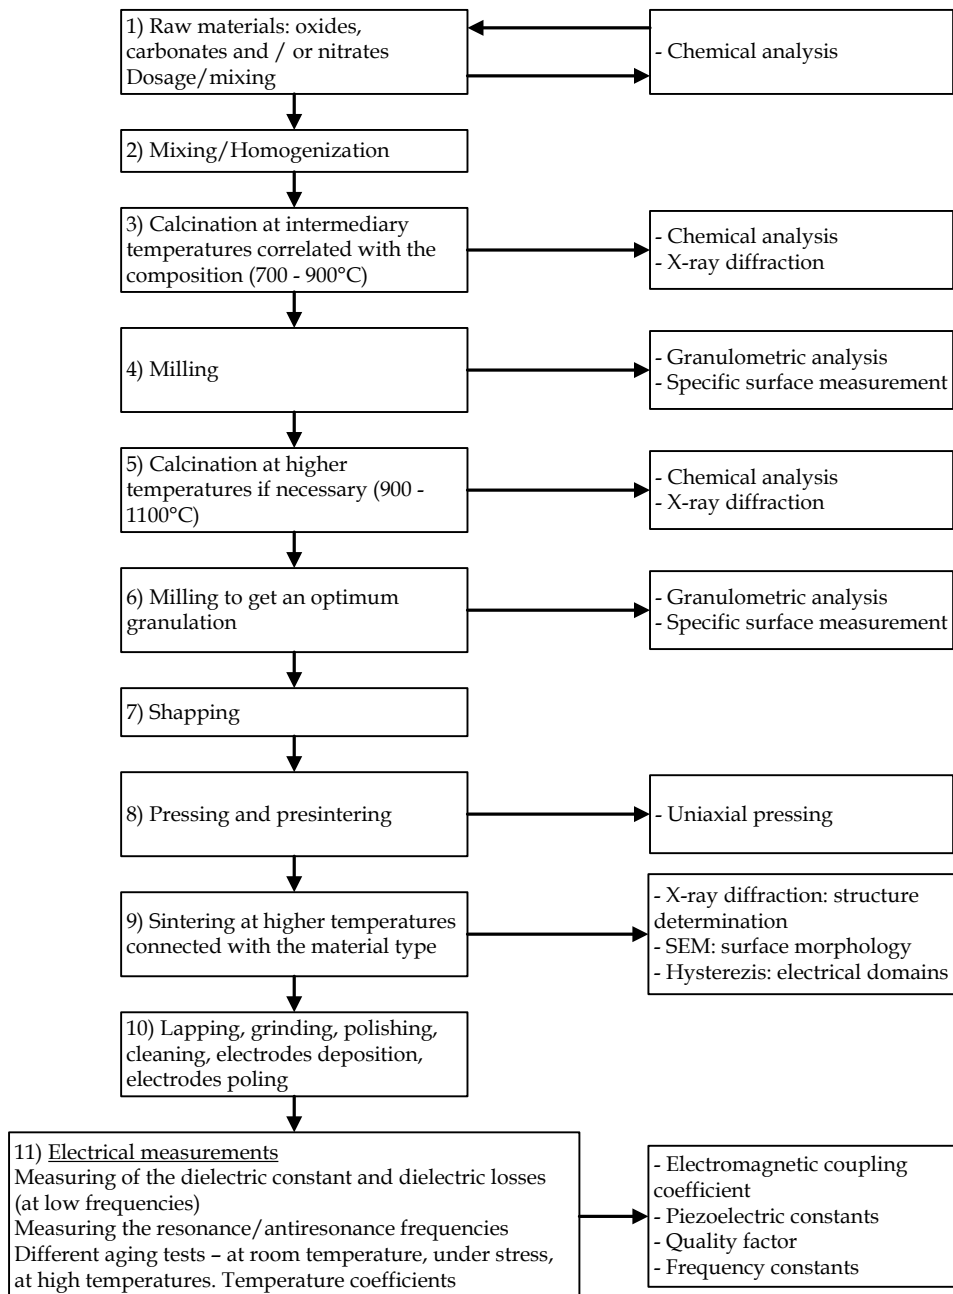 1) Raw materials: oxides,
carbonates and / or nitrates
Dosage/mixing
- Chemical analysis
2) Mixing/Homogenization
3) Calcination at intermediary
temperatures correlated with the
composition (700 - 900°C)
- Chemical analysis
- X-ray diffraction
4) Milling
- Granulometric analysis
- Specific surface measurement
5) Calcination at higher
temperatures if necessary (900 -
1100°C)
- Chemical analysis
- X-ray diffraction
6) Milling to get an optimum
granulation
- Granulometric analysis
- Specific surface measurement
7) Shapping
8) Pressing and presintering
- Uniaxial pressing
9) Sintering at higher temperatures
connected with the material type
- X-ray diffraction: structure
determination
- SEM: surface morphology
- Hysterezis: electrical domains
10) Lapping, grinding, polishing,
cleaning, electrodes deposition,
electrodes poling
11) Electrical measurements
Measuring of the dielectric constant and dielectric losses
(at low frequencies)
Measuring the resonance/antiresonance frequencies
Different aging tests – at room temperature, under stress,
at high temperatures. Temperature coefficients
- Electromagnetic coupling
coefficient
- Piezoelectric constants
- Quality factor
- Frequency constants